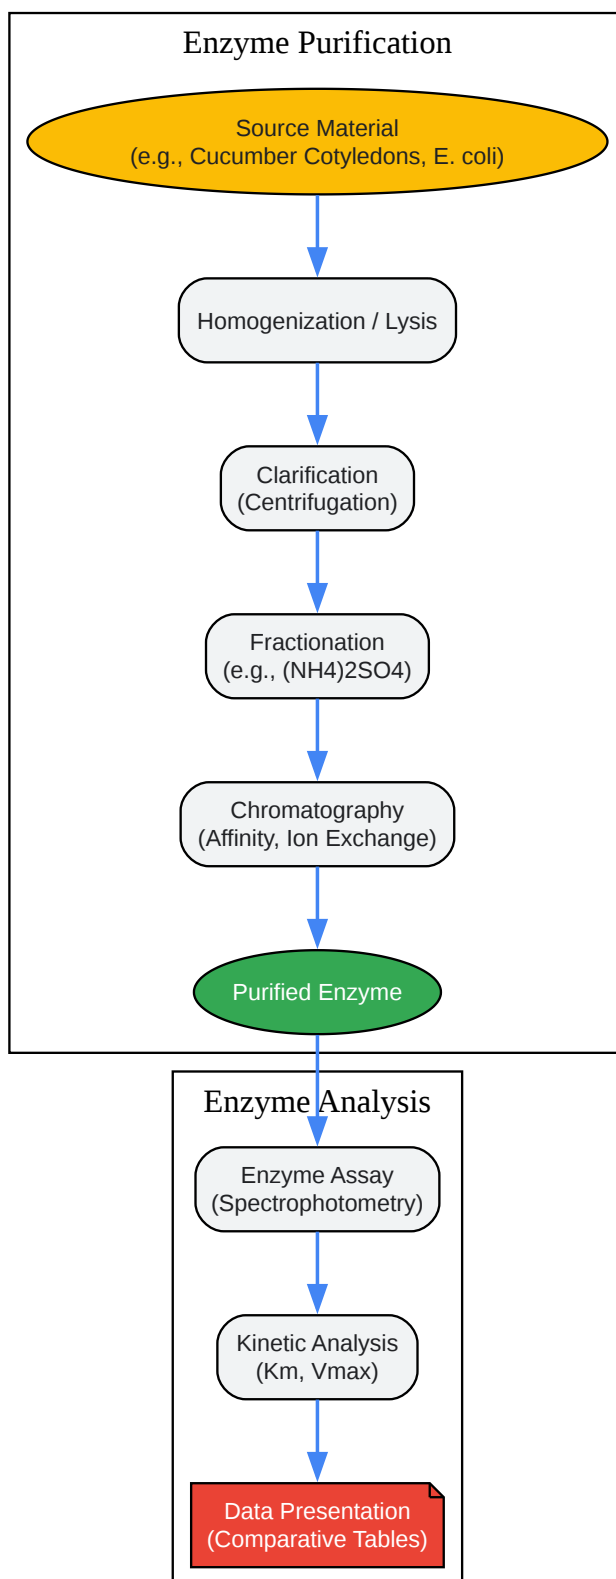 Enzyme Purification
Source Material
(e.g., Cucumber Cotyledons, E. coli)
Homogenization / Lysis
Clarification
(Centrifugation)
Fractionation
(e.g., (NH4)2SO4)
Chromatography
(Affinity, Ion Exchange)
Purified Enzyme
Enzyme Analysis
Enzyme Assay
(Spectrophotometry)
Kinetic Analysis
(Km, Vmax)
Data Presentation
(Comparative Tables)